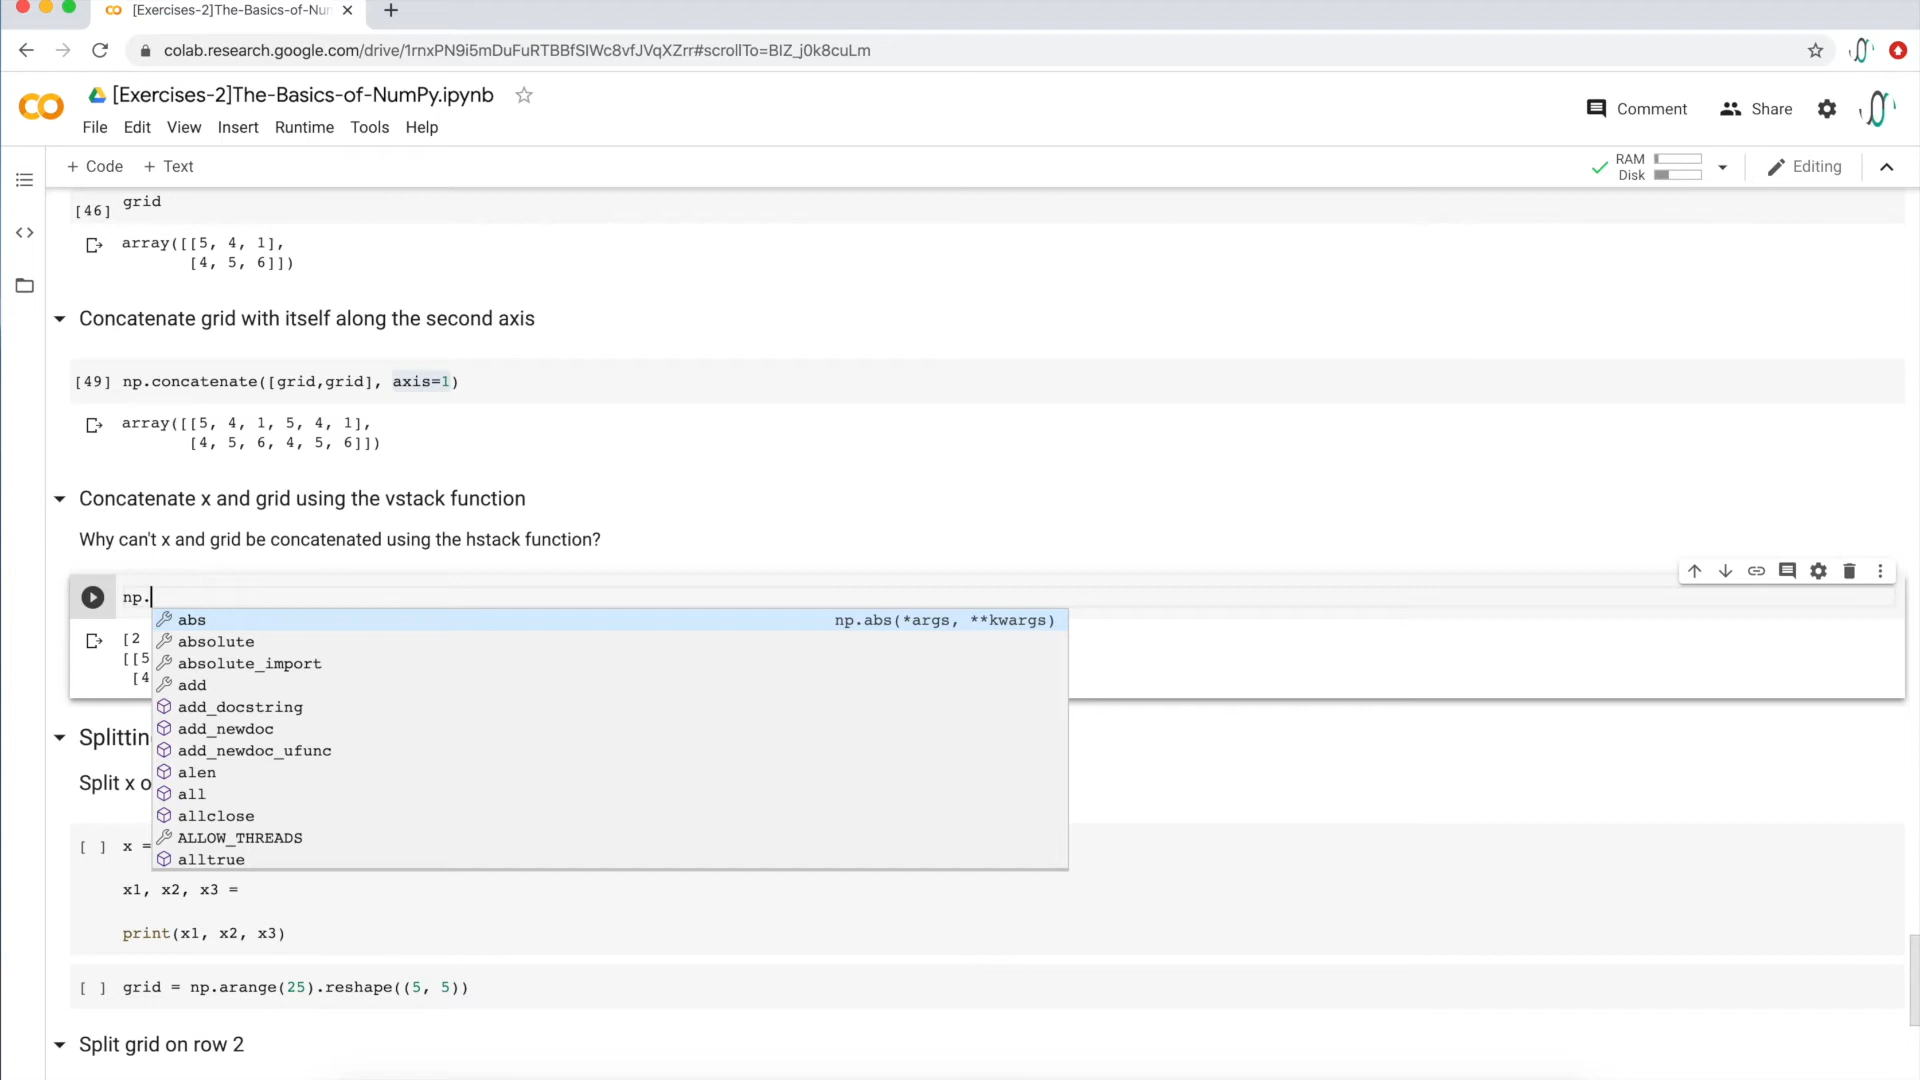 [Exercises-2]The-Basics-of-Nu
colab.research.google.com/drive/1rnxPN9i5mDuFuRTBBfSIWc8vfJVqXZrr#scrollTo=BIZ_j0k8cuLm
[Exercises-2]The-Basics-of-NumPy.ipynb
Comment Share
File Edit View Insert Runtime Tools Help
+ Code + Text
RAM
Disk
Editing
[46] grid
array([[5, 4, 1],
[4, 5, 6]])
Concatenate grid with itself along the second axis
[49] np.concatenate([grid,grid], axis=1)
array([[5, 4, 1, 5, 4, 1],
[4, 5, 6, 4, 5, 6]])
Concatenate x and grid using the vstack function
Why can't x and grid be concatenated using the hstack function?
np.
abs np.abs(*args, **kwargs)
absolute
absolute_import
add
add_docstring
add_newdoc
add_newdoc_ufunc
alen
all
allclose
ALLOW_THREADS
alltrue
[2
[[5
[4
Splittin
Split x o
[ ] x =
x1, x2, x3 =
print(x1, x2, x3)
[ ] grid = np.arange(25).reshape((5, 5))
Split grid on row 2